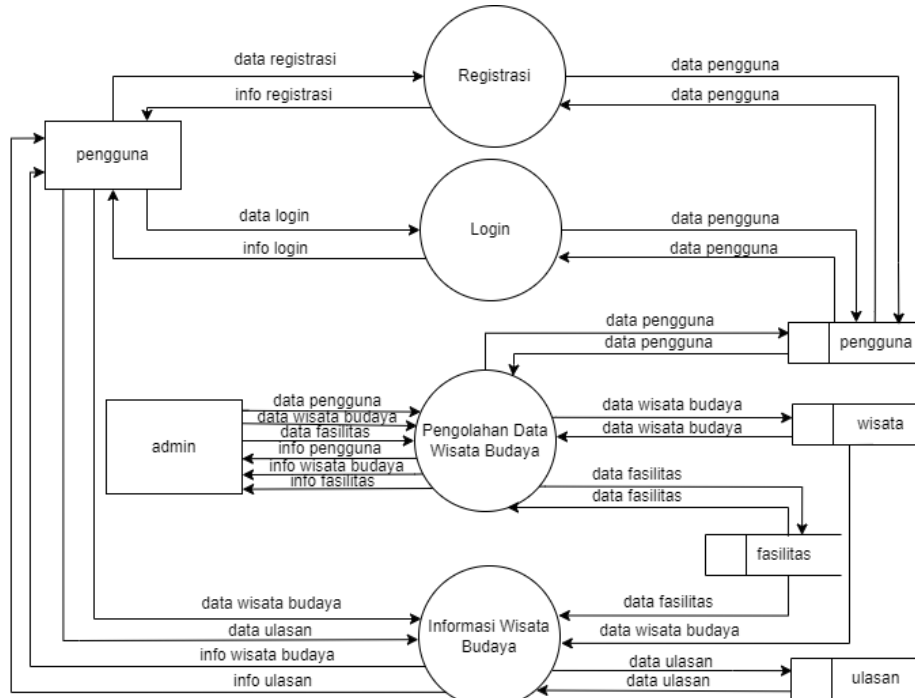 data registrasi
Registrasi
data pengguna
info registrasi
data pengguna
pengguna
data login
Login
data pengguna
info login
data pengguna
data pengguna
data pengguna
pengguna
data pengguna
data wisata budaya
data fasilitas
info pengguna
info wisata budaya
info fasilitas
admin
Pengolahan Data
Wisata Budaya
data wisata budaya
data wisata budaya
wisata
data fasilitas
data fasilitas
fasilitas
data wisata budaya
data ulasan
info wisata budaya
info ulasan
Informasi Wisata
Budaya
data fasilitas
data wisata budaya
data ulasan
data ulasan
ulasan